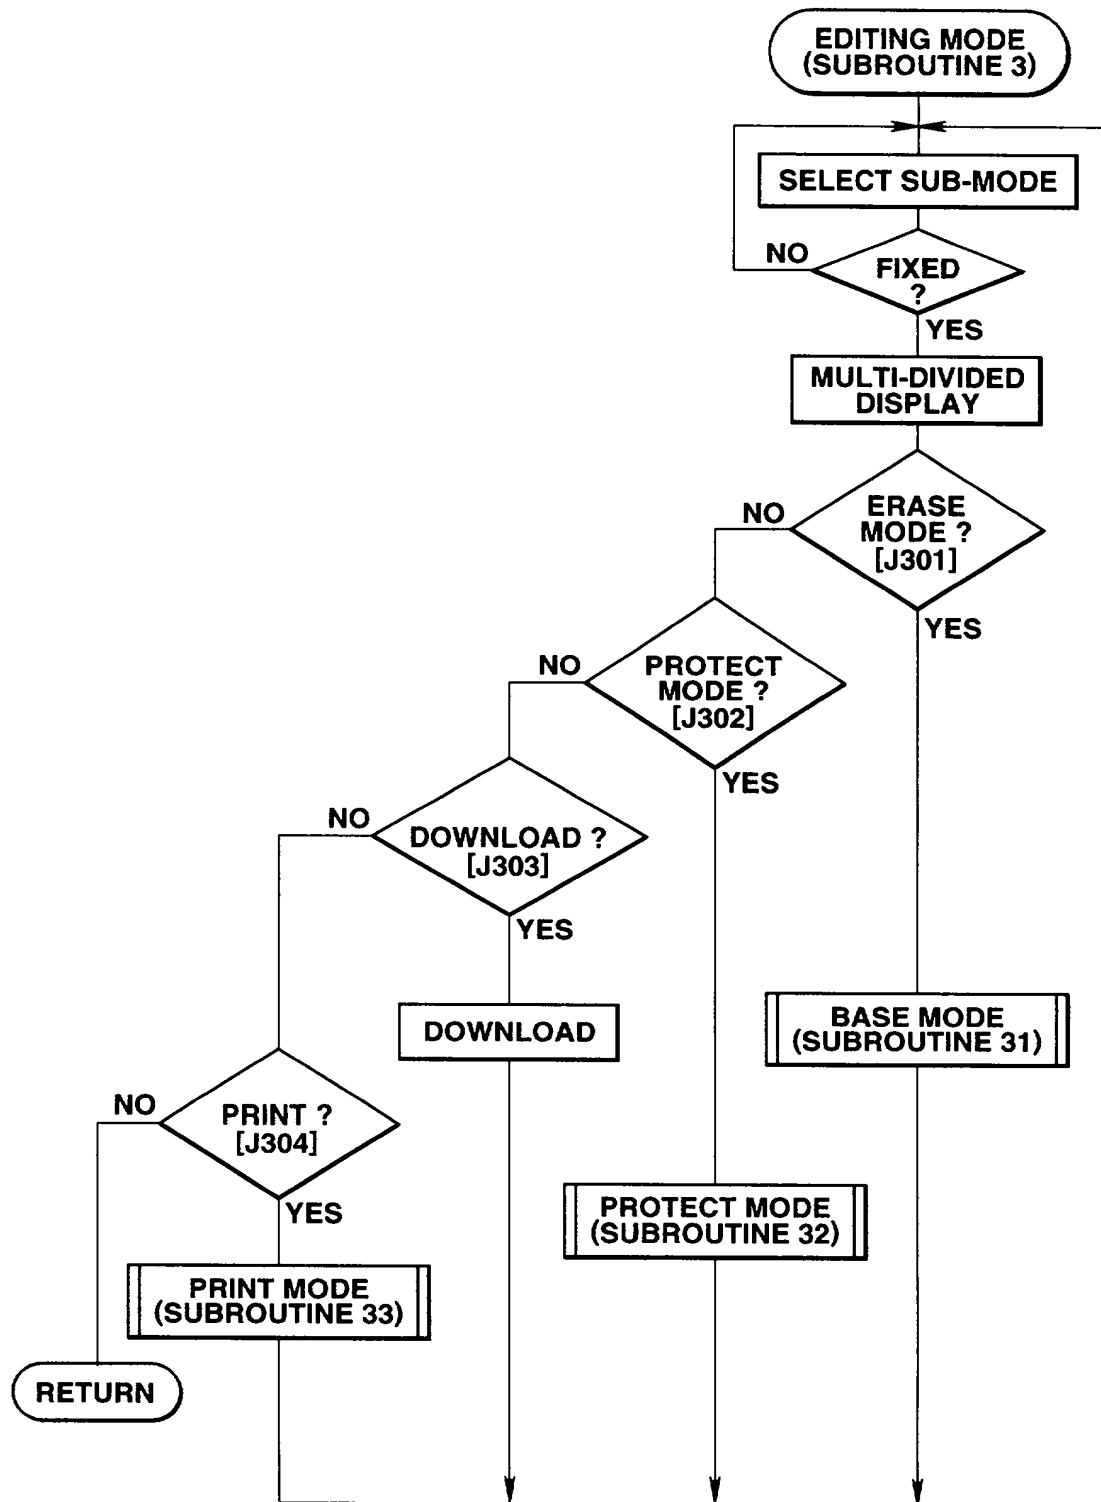 EDITING MODE
(SUBROUTINE 3)
SELECT SUB-MODE
NO
FIXED
?
YES
MULTI-DIVIDED
DISPLAY
NO
ERASE
MODE ?
[J301]
YES
NO
PROTECT
MODE ?
[J302]
YES
NO
DOWNLOAD ?
[J303]
YES
BASE MODE
(SUBROUTINE 31)
DOWNLOAD
NO
PRINT ?
[J304]
YES
PROTECT MODE
(SUBROUTINE 32)
PRINT MODE
(SUBROUTINE 33)
RETURN